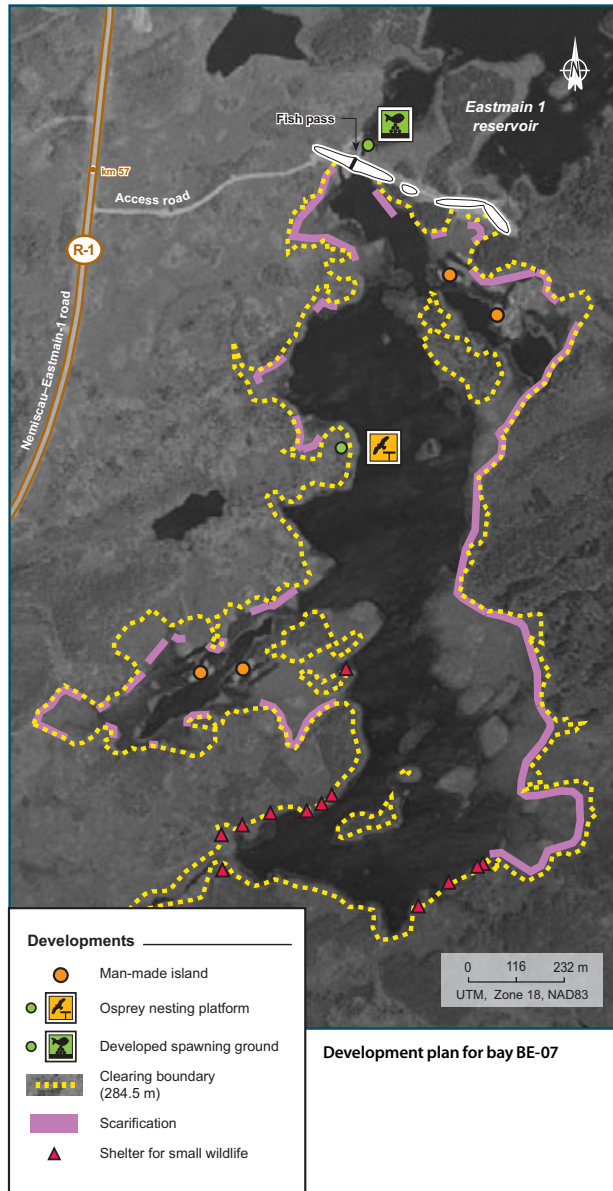 Eastmain 1
reservoir
Fish pass
km 57
Access road
R-1
Nemiscau–Eastmain-1 road
0 116 232 m
UTM, Zone 18, NAD83
Development plan for bay BE-07
Developments
Man-made island
Osprey nesting platform
Developed spawning ground
Clearing boundary
(284.5 m)
Scarification
Shelter for small wildlife